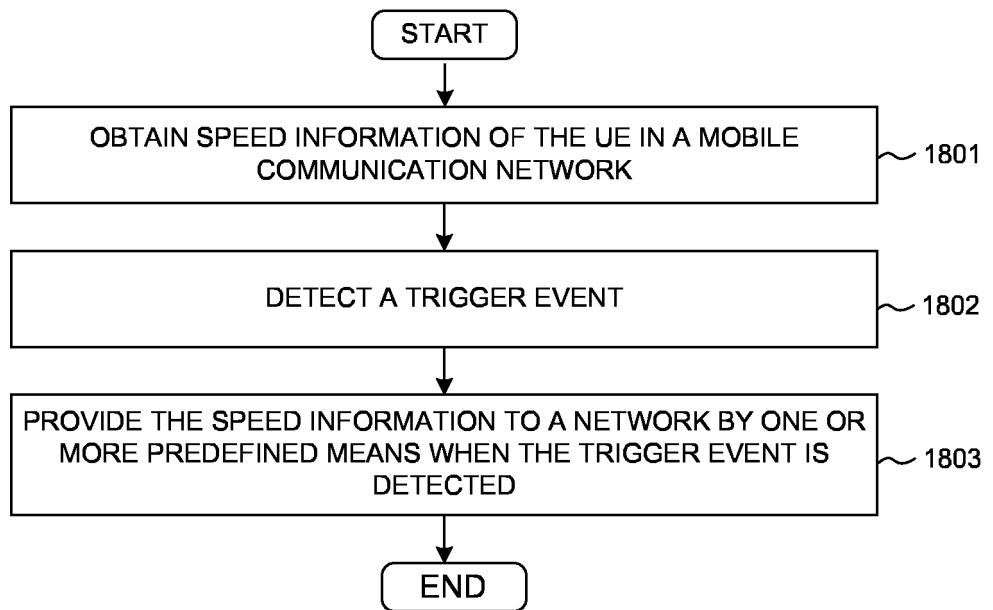 START
OBTAIN SPEED INFORMATION OF THE UE IN A MOBILE
COMMUNICATION NETWORK
1801
DETECT A TRIGGER EVENT
1802
PROVIDE THE SPEED INFORMATION TO A NETWORK BY ONE OR
MORE PREDEFINED MEANS WHEN THE TRIGGER EVENT IS
DETECTED
1803
END